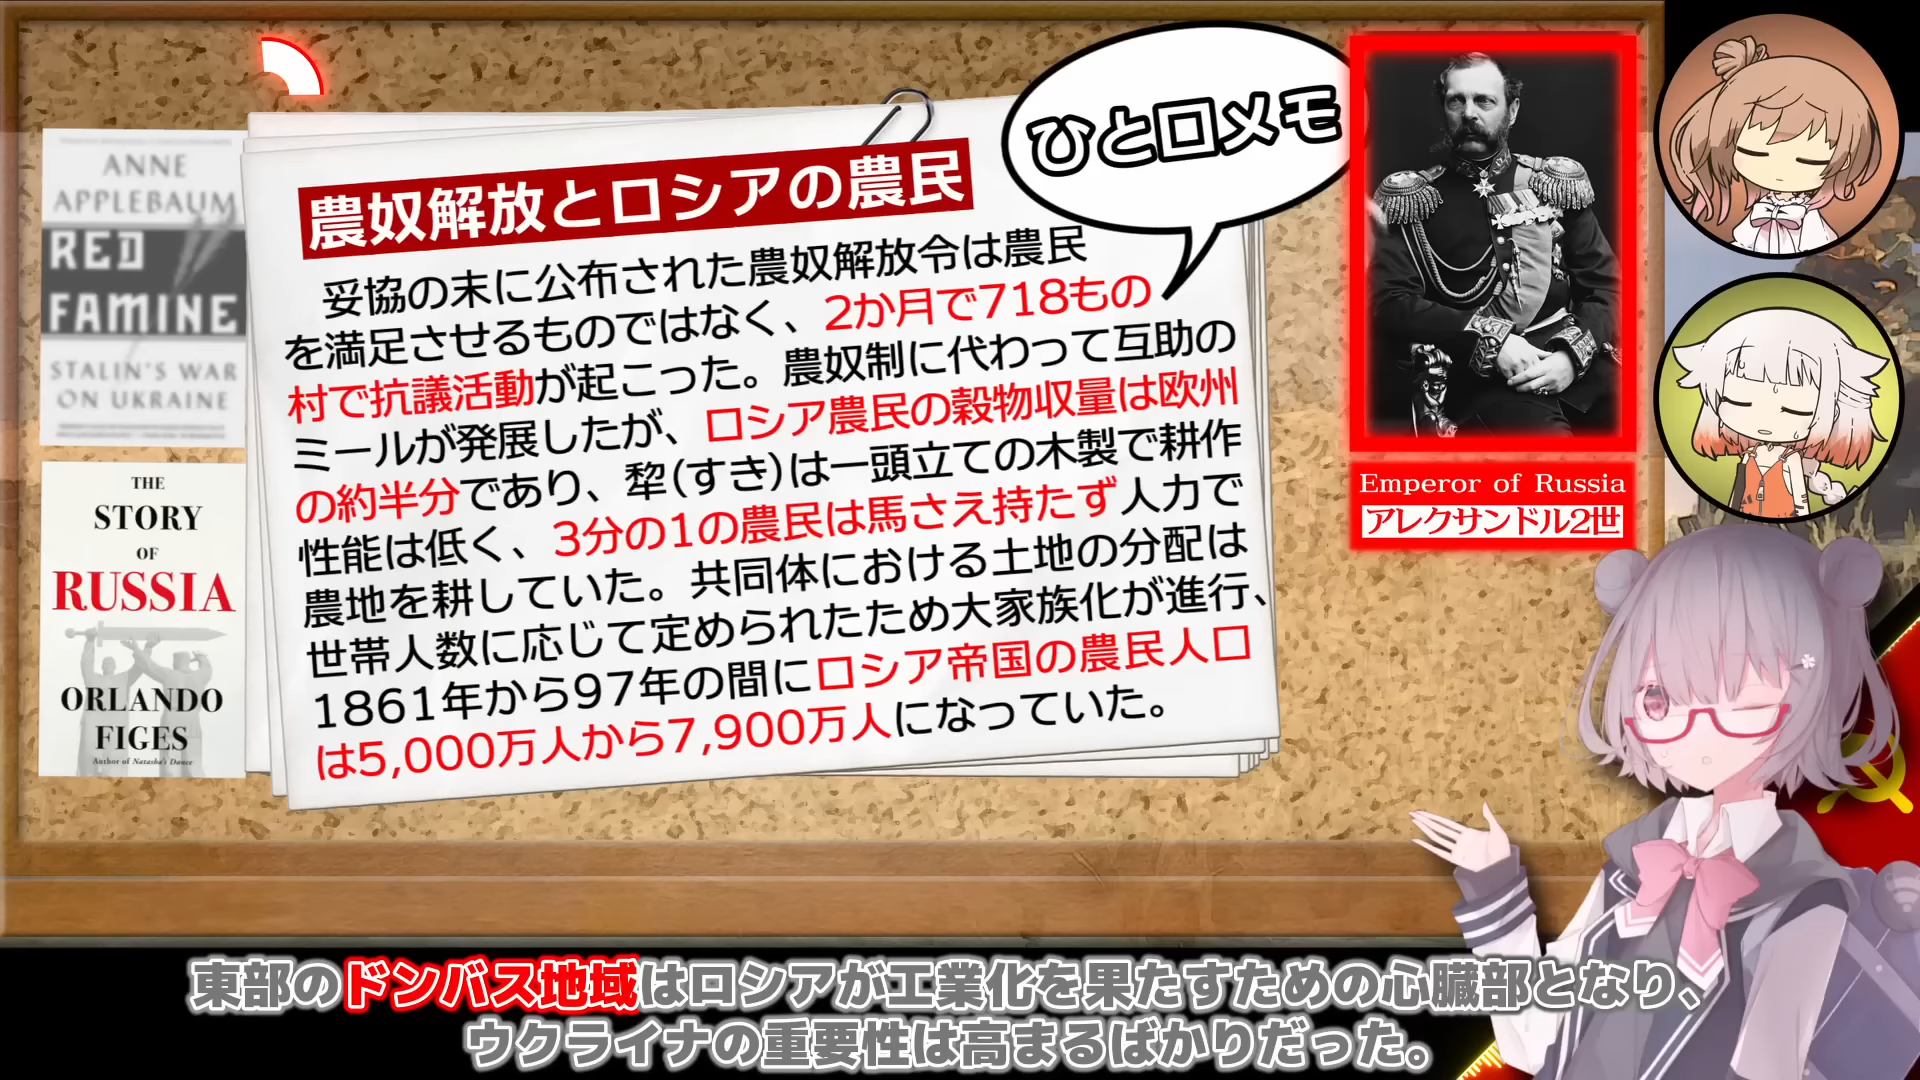 ひと口メモ
農奴解放とロシアの農民
妥協の末に公布された農奴解放令は農民
を満足させるものではなく、2か月で718もの
村で抗議活動が起こった。農奴制に代わって互助の
ミールが発展したが、ロシア農民の穀物収量は欧州
の約半分であり、犂(すき)は一頭立ての木製で耕作
性能は低く、3分の1の農民は馬さえ持たず人力で
農地を耕していた。共同体における土地の分配は
世帯人数に応じて定められたため大家族化が進行、
1861年から97年の間にロシア帝国の農民人口
は5,000万人から7,900万人になっていた。
ANNE
APPLEBAUM
RED
FAMINE
STALIN'S WAR
ON UKRAINE
THE
STORY
OF
RUSSIA
ORLANDO
FIGES
Author of Natasha's Dance
Emperor of Russia
アレクサンドル2世
東部のドンバス地域はロシアが工業化を果たすための心臓部となり、
ウクライナの重要性は高まるばかりだった。